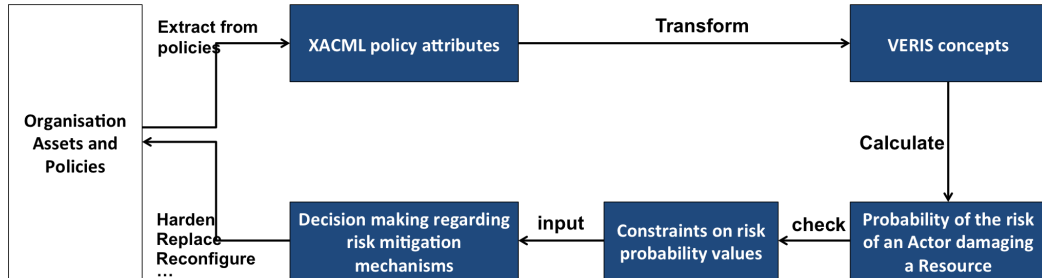 Extract from
policies
XACML policy attributes
Transform
VERIS concepts
Organisation
Assets and
Policies
Calculate
Harden
Replace
Reconfigure
...
Decision making regarding
risk mitigation
mechanisms
input
Constraints on risk
probability values
check
Probability of the risk
of an Actor damaging
a Resource